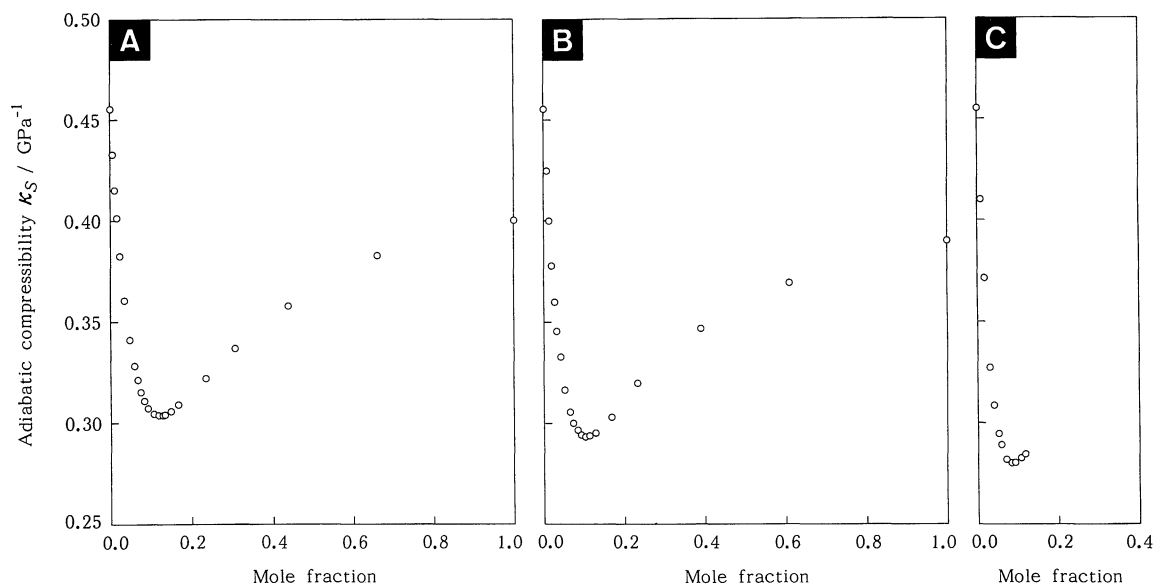 A
B
C
0.50
0.45
0.40
0.35
0.30
0.25
Adiabatic compressibility κS / GPa−1
0.0 0.2 0.4 0.6 0.8 1.0
0.0 0.2 0.4 0.6 0.8 1.0
0.0 0.2 0.4
Mole fraction
Mole fraction
Mole fraction